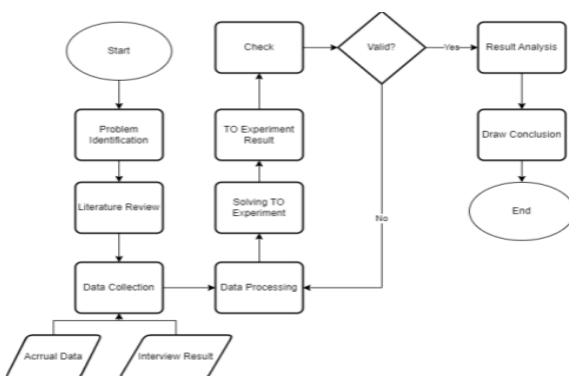 Start
Problem
Identification
Literature Review
Data Collection
Accrual Data
Interview Result
Data Processing
Solving TO
Experiment
TO Experiment
Result
Check
Valid?
Yes
No
Result Analysis
Draw Conclusion
End